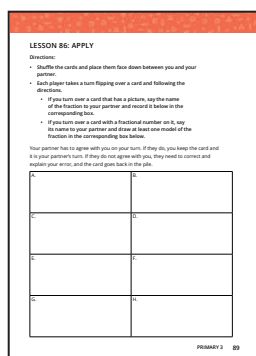 LESSON 86: APPLY
Directions:
• Shuffle the cards and place them face down between you and your
partner.
• Each player takes a turn flipping over a card and following the
directions.
• If you turn over a card that has a picture, say the name
of the fraction to your partner and record it below in the
corresponding box.
• If you turn over a card with a fractional number on it, say
its name to your partner and draw at least one model of the
fraction in the corresponding box below.
Your partner has to agree with you on your turn. If they do, you keep the card and
it is your partner's turn. If they do not agree with you, they need to correct and
explain your error, and the card goes back in the pile.
A. B.
C. D.
E. F.
G. H.
PRIMARY 3 89